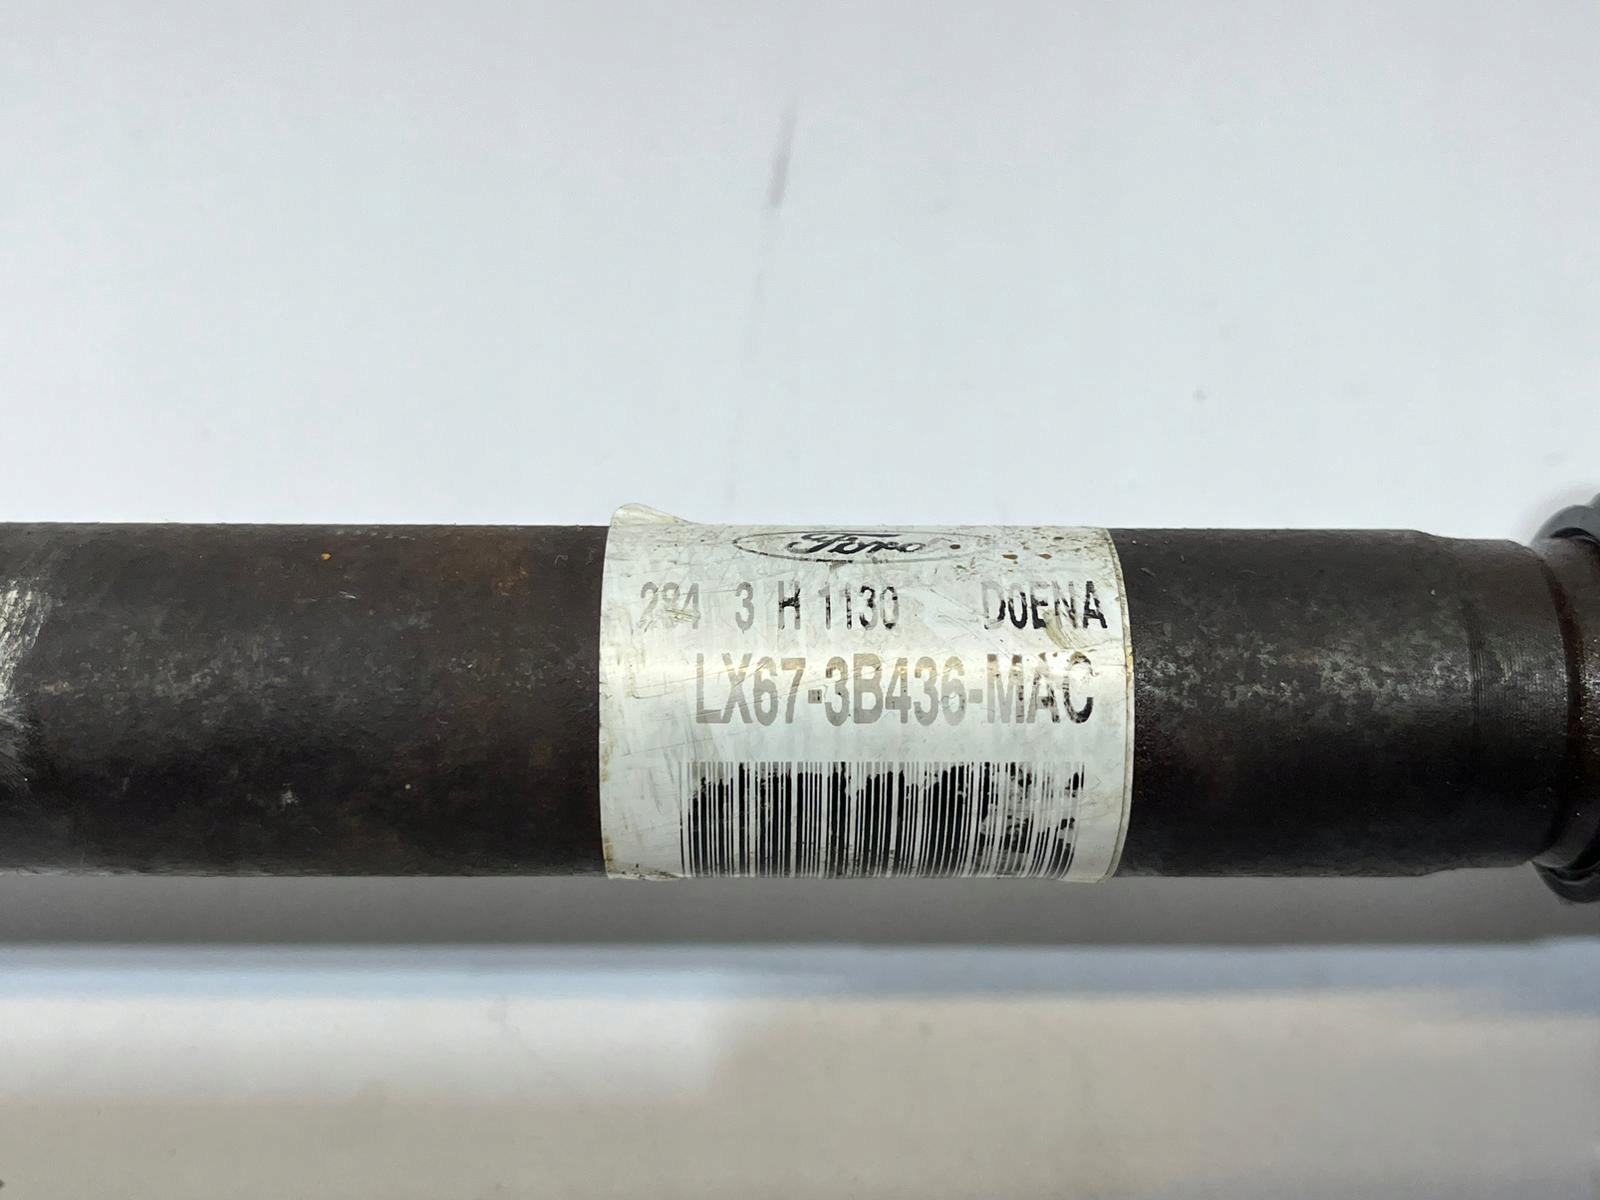 Ford
284 3 H 1130 D0ENA
LX67-3B436-MAC